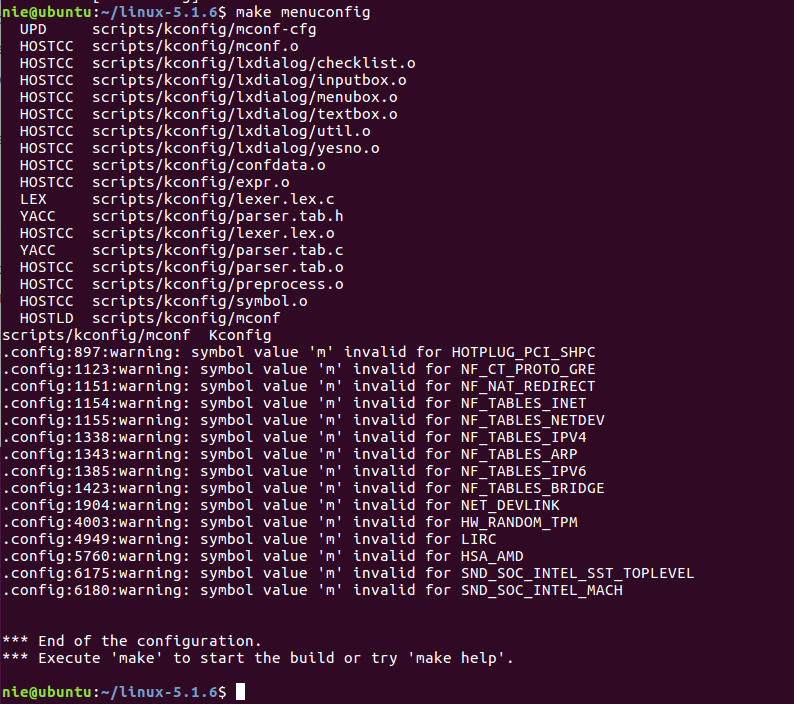 nie@ubuntu:~/linux-5.1.6$ make menuconfig
  UPD     scripts/kconfig/mconf-cfg
  HOSTCC  scripts/kconfig/mconf.o
  HOSTCC  scripts/kconfig/lxdialog/checklist.o
  HOSTCC  scripts/kconfig/lxdialog/inputbox.o
  HOSTCC  scripts/kconfig/lxdialog/menubox.o
  HOSTCC  scripts/kconfig/lxdialog/textbox.o
  HOSTCC  scripts/kconfig/lxdialog/util.o
  HOSTCC  scripts/kconfig/lxdialog/yesno.o
  HOSTCC  scripts/kconfig/confdata.o
  HOSTCC  scripts/kconfig/expr.o
  LEX     scripts/kconfig/lexer.lex.c
  YACC    scripts/kconfig/parser.tab.h
  HOSTCC  scripts/kconfig/lexer.lex.o
  YACC    scripts/kconfig/parser.tab.c
  HOSTCC  scripts/kconfig/parser.tab.o
  HOSTCC  scripts/kconfig/preprocess.o
  HOSTCC  scripts/kconfig/symbol.o
  HOSTLD  scripts/kconfig/mconf
scripts/kconfig/mconf  Kconfig
.config:897:warning: symbol value 'm' invalid for HOTPLUG_PCI_SHPC
.config:1123:warning: symbol value 'm' invalid for NF_CT_PROTO_GRE
.config:1151:warning: symbol value 'm' invalid for NF_NAT_REDIRECT
.config:1154:warning: symbol value 'm' invalid for NF_TABLES_INET
.config:1155:warning: symbol value 'm' invalid for NF_TABLES_NETDEV
.config:1338:warning: symbol value 'm' invalid for NF_TABLES_IPV4
.config:1343:warning: symbol value 'm' invalid for NF_TABLES_ARP
.config:1385:warning: symbol value 'm' invalid for NF_TABLES_IPV6
.config:1423:warning: symbol value 'm' invalid for NF_TABLES_BRIDGE
.config:1904:warning: symbol value 'm' invalid for NET_DEVLINK
.config:4003:warning: symbol value 'm' invalid for HW_RANDOM_TPM
.config:4949:warning: symbol value 'm' invalid for LIRC
.config:5760:warning: symbol value 'm' invalid for HSA_AMD
.config:6175:warning: symbol value 'm' invalid for SND_SOC_INTEL_SST_TOPLEVEL
.config:6180:warning: symbol value 'm' invalid for SND_SOC_INTEL_MACH
*** End of the configuration.
*** Execute 'make' to start the build or try 'make help'.
nie@ubuntu:~/linux-5.1.6$